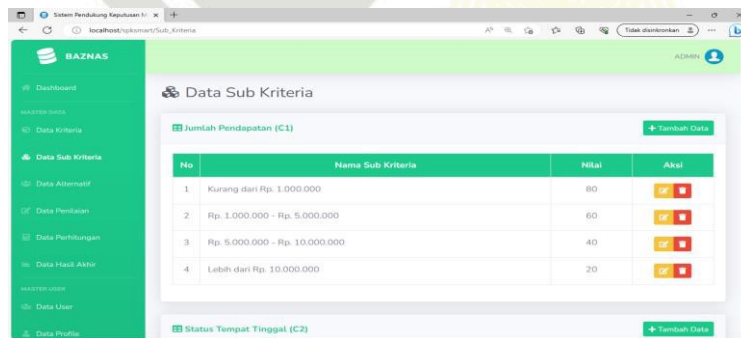 Sistem Pendukung Keputusan M
localhost/spksmart/Sub_Kriteria
Tidak disinkronkan
BAZNAS
ADMIN
Dashboard
MASTER DATA
Data Kriteria
Data Sub Kriteria
Data Alternatif
Data Penilaian
Data Perhitungan
Data Hasil Akhir
MASTER USER
Data User
Data Profile
Data Sub Kriteria
Jumlah Pendapatan (C1)
+ Tambah Data
No Nama Sub Kriteria Nilai Aksi
1 Kurang dari Rp. 1.000.000 80
2 Rp. 1.000.000 - Rp. 5.000.000 60
3 Rp. 5.000.000 - Rp. 10.000.000 40
4 Lebih dari Rp. 10.000.000 20
Status Tempat Tinggal (C2)
+ Tambah Data